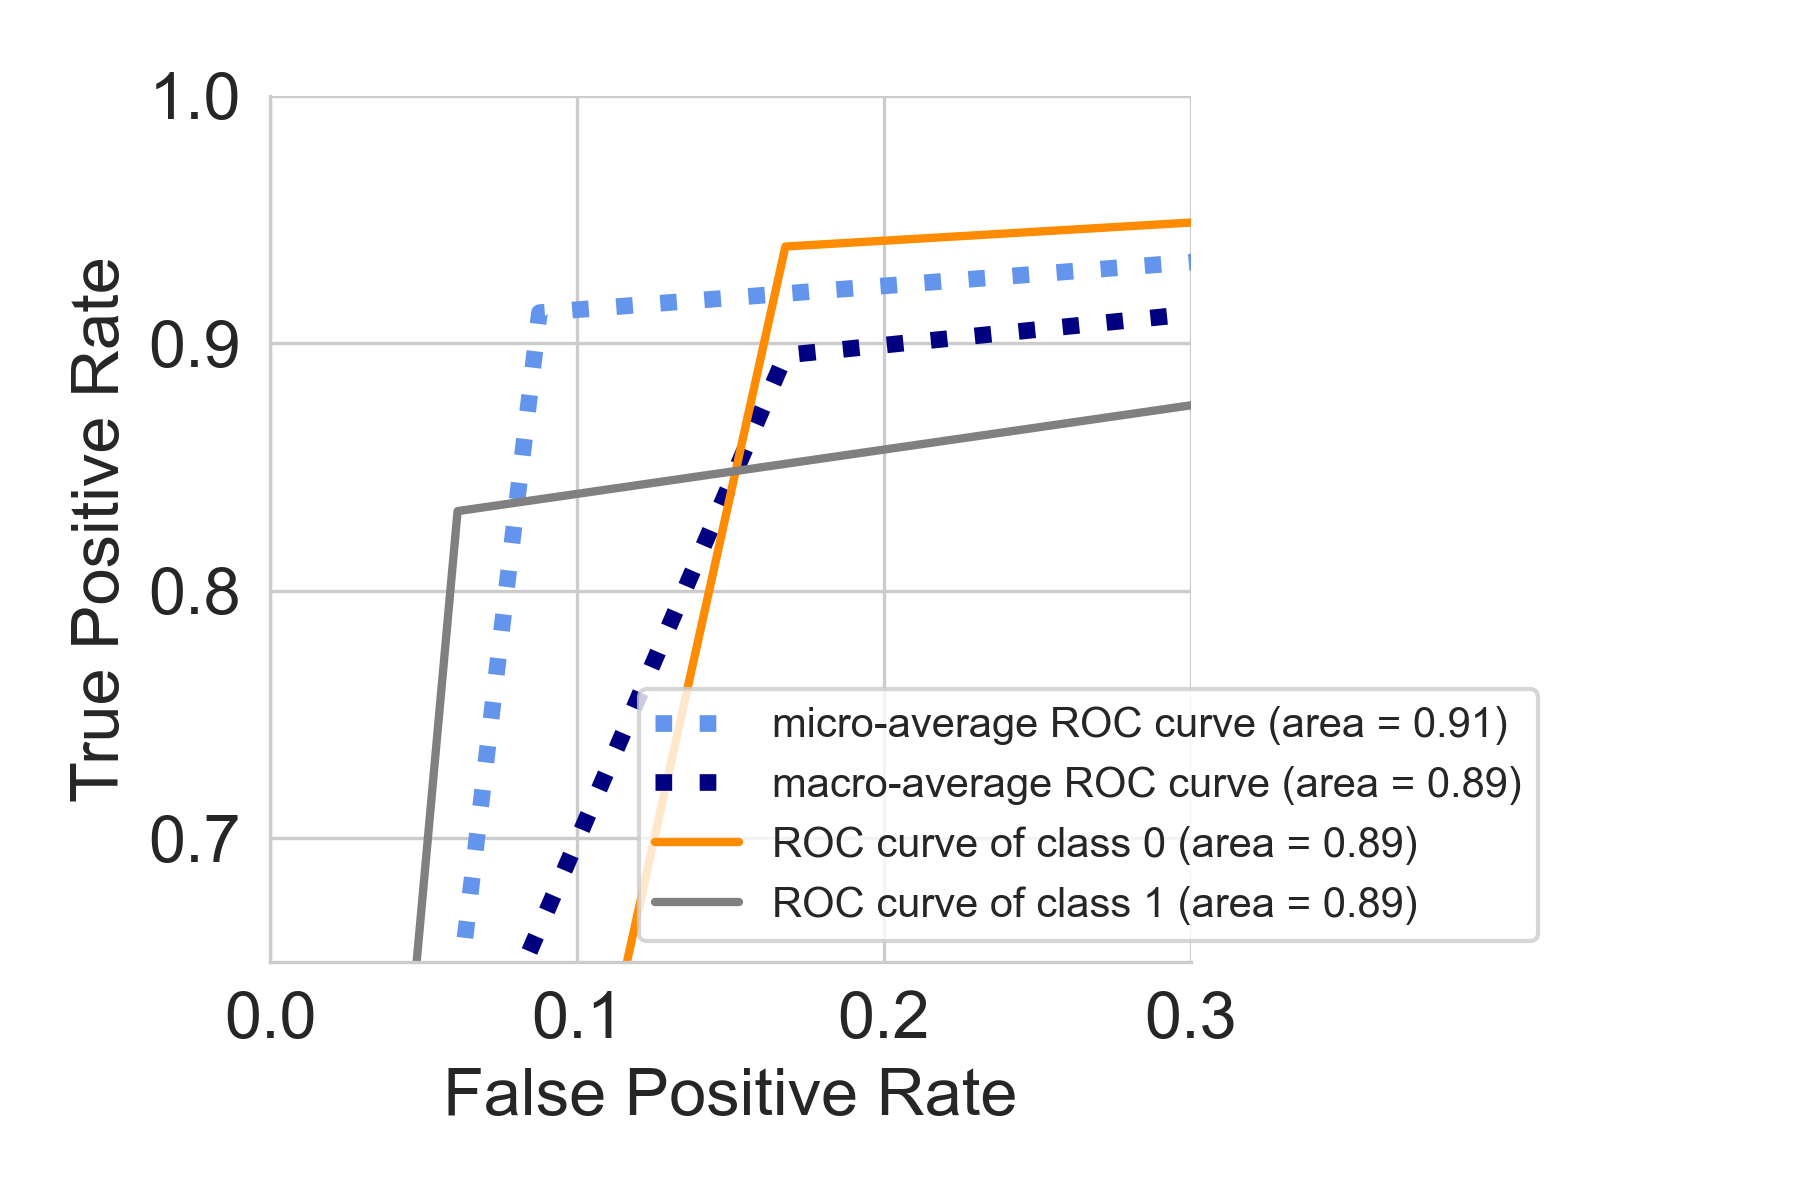 True Positive Rate
1.0
0.9
0.8
0.7
micro-average ROC curve (area = 0.91)
macro-average ROC curve (area = 0.89)
ROC curve of class 0 (area = 0.89)
ROC curve of class 1 (area = 0.89)
0.0 0.1 0.2 0.3
False Positive Rate